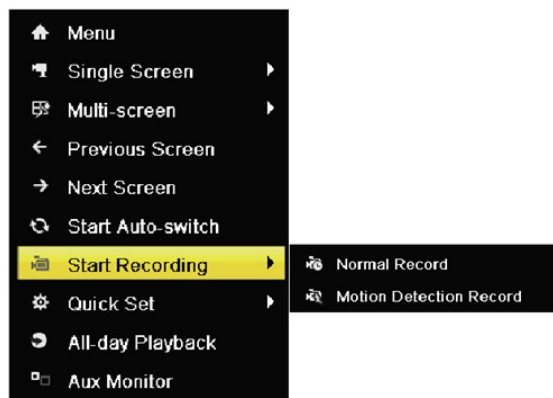 Menu
Single Screen
Multi-screen
Previous Screen
Next Screen
Start Auto-switch
Start Recording
Normal Record
Motion Detection Record
Quick Set
All-day Playback
Aux Monitor